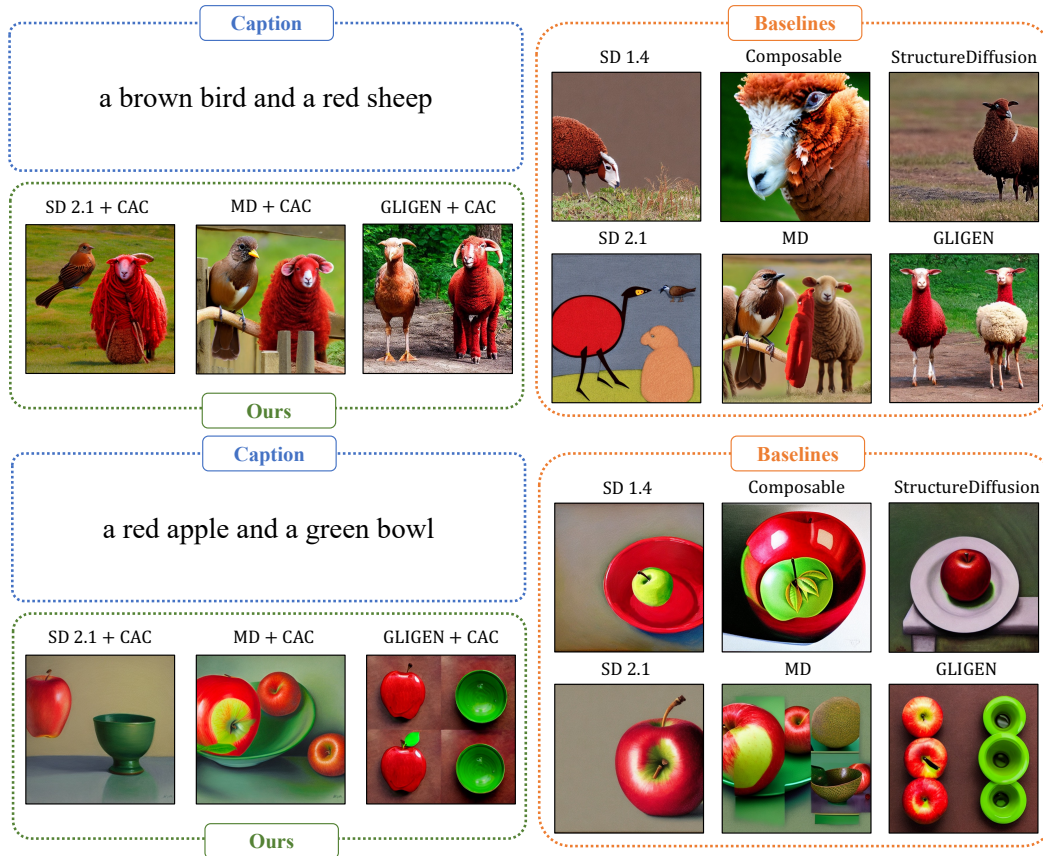 Caption
a brown bird and a red sheep
SD 2.1 + CAC
MD + CAC
GLIGEN + CAC
Ours
Baselines
SD 1.4
Composable
StructureDiffusion
SD 2.1
MD
GLIGEN
Caption
a red apple and a green bowl
SD 2.1 + CAC
MD + CAC
GLIGEN + CAC
Ours
Baselines
SD 1.4
Composable
StructureDiffusion
SD 2.1
MD
GLIGEN